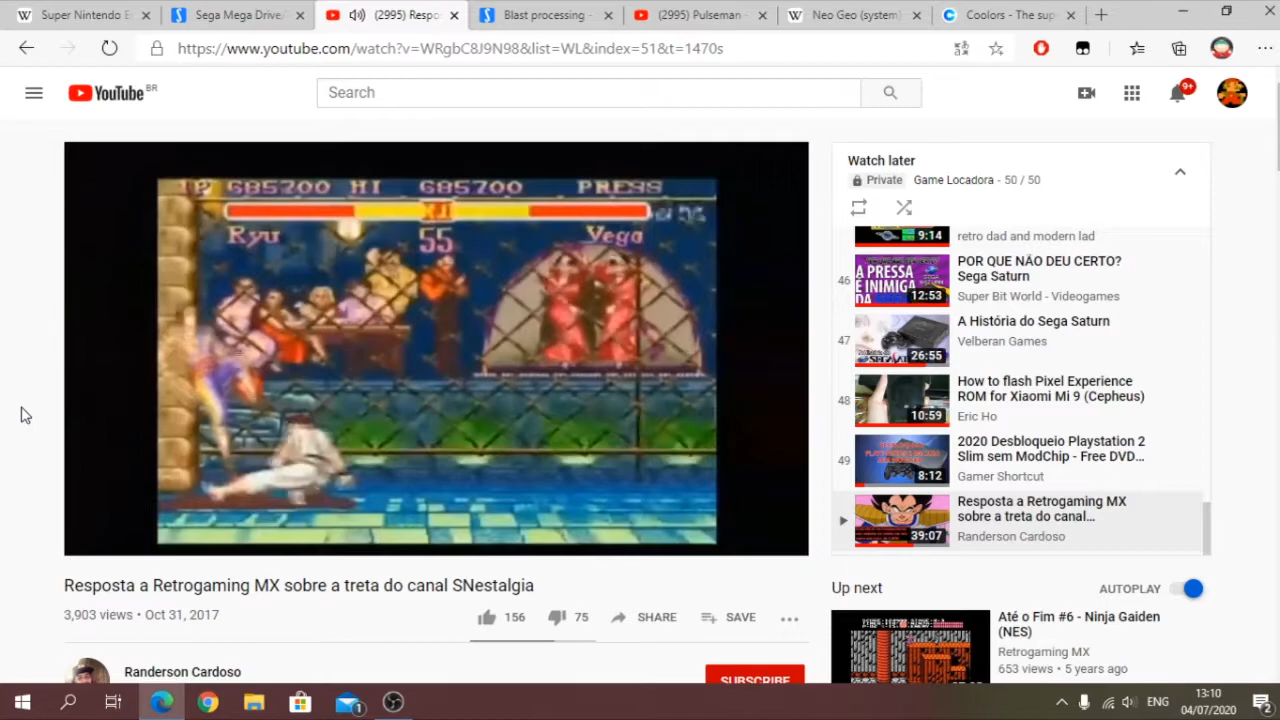 Super Nintendo E
Sega Mega Drive/
(2995) Respo
Blast processing -
(2995) Pulseman -
Neo Geo (system)
Coolors - The sup
https://www.youtube.com/watch?v=WRgbC8J9N98&list=WL&index=51&t=1470s
YouTube BR
Search
9+
1P 685700 HI 685700 PRESS
KO
Ryu 55 Vega
Watch later
Private Game Locadora - 50 / 50
9:14
retro dad and modern lad
46
A PRESSA
É INIMIGA
DA
12:53
POR QUE NÃO DEU CERTO?
Sega Saturn
Super Bit World - Videogames
47
26:55
A História do Sega Saturn
Velberan Games
48
10:59
How to flash Pixel Experience
ROM for Xiaomi Mi 9 (Cepheus)
Eric Ho
49
8:12
2020 Desbloqueio Playstation 2
Slim sem ModChip - Free DVD...
Gamer Shortcut
39:07
Resposta a Retrogaming MX
sobre a treta do canal...
Randerson Cardoso
Resposta a Retrogaming MX sobre a treta do canal SNestalgia
3,903 views • Oct 31, 2017
156 75 SHARE SAVE
Randerson Cardoso
SUBSCRIBE
Up next AUTOPLAY
Até o Fim #6 - Ninja Gaiden
(NES)
Retrogaming MX
653 views • 5 years ago
1
ENG
13:10
04/07/2020
2